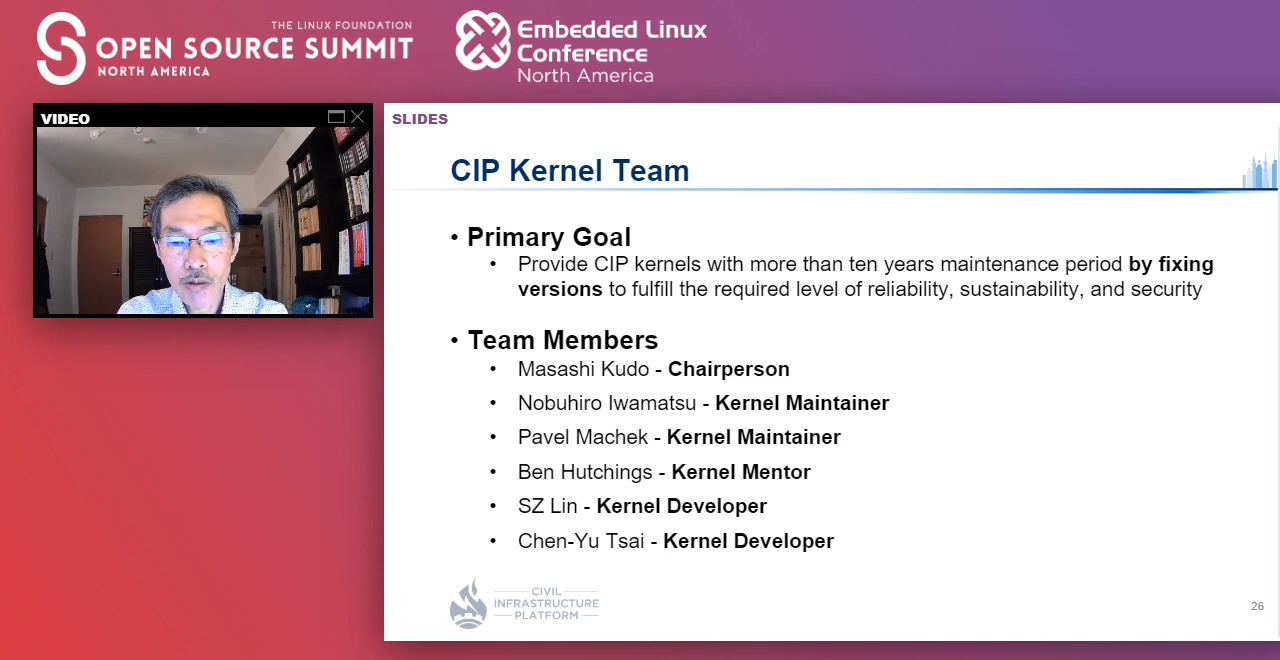 THE LINUX FOUNDATION
OPEN SOURCE SUMMIT
NORTH AMERICA
Embedded Linux
Conference
North America
VIDEO
SLIDES
CIP Kernel Team
• Primary Goal
• Provide CIP kernels with more than ten years maintenance period by fixing
versions to fulfill the required level of reliability, sustainability, and security
• Team Members
• Masashi Kudo - Chairperson
• Nobuhiro Iwamatsu - Kernel Maintainer
• Pavel Machek - Kernel Maintainer
• Ben Hutchings - Kernel Mentor
• SZ Lin - Kernel Developer
• Chen-Yu Tsai - Kernel Developer
CIVIL
INFRASTRUCTURE
PLATFORM
26